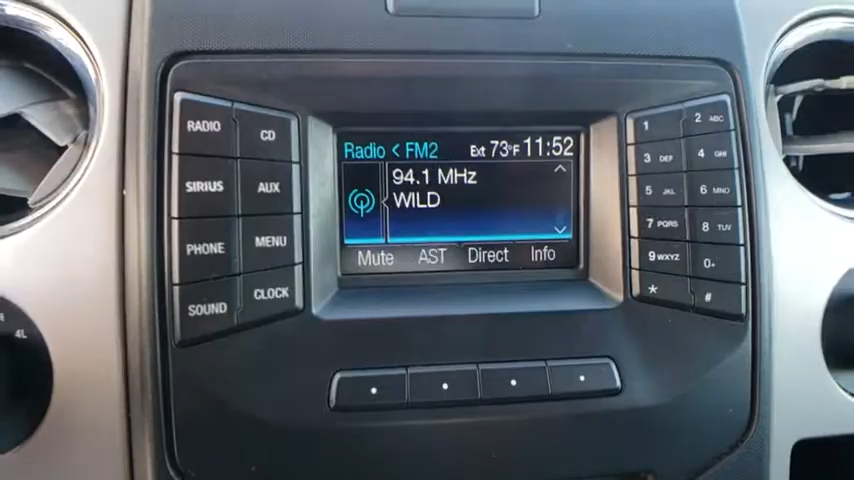 RADIO
CD
SIRIUS
AUX
PHONE
MENU
SOUND
CLOCK
Radio < FM2 Ext 73°F 11:52
94.1 MHz
WILD
Mute AST Direct Info
1
2 ABC
3 DEF
4 GHI
5 JKL
6 MNO
7 PQRS
8 TUV
9 WXYZ
0+
*
#
4L